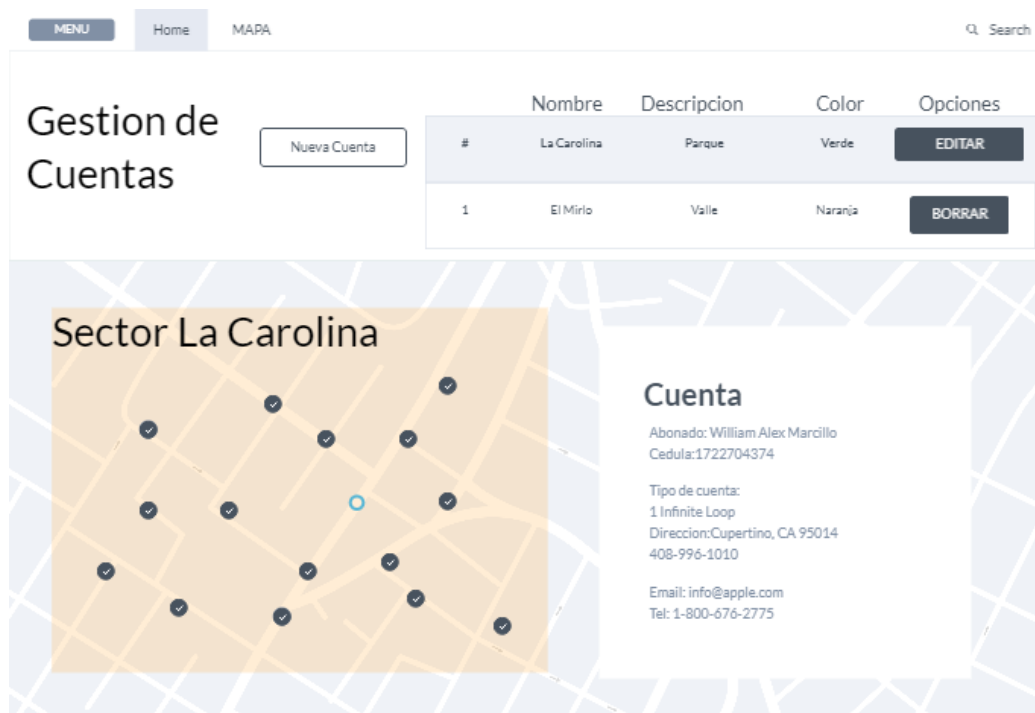 MENU Home MAPA Search
Gestion de
Cuentas
Nueva Cuenta
Nombre Descripcion Color Opciones
# La Carolina Parque Verde EDITAR
1 El Mirlo Valle Naranja BORRAR
Sector La Carolina
Cuenta
Abonado: William Alex Marcillo
Cedula:1722704374
Tipo de cuenta:
1 Infinite Loop
Direccion:Cupertino, CA 95014
408-996-1010
Email: info@apple.com
Tel: 1-800-676-2775